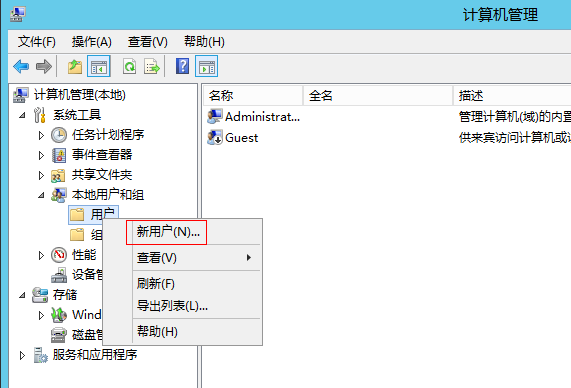 计算机管理
文件(F) 操作(A) 查看(V) 帮助(H)
计算机管理(本地)
系统工具
任务计划程序
事件查看器
共享文件夹
本地用户和组
用户
组
性能
设备管
存储
Wind
磁盘管
服务和应用程序
名称 全名 描述
Administrat... 管理计算机(域)的内置
Guest 供来宾访问计算机或
新用户(N)...
查看(V)
刷新(F)
导出列表(L)...
帮助(H)